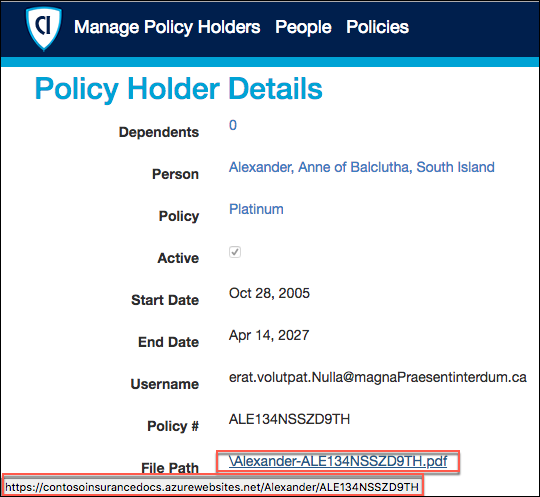 CI Manage Policy Holders People Policies
Policy Holder Details
Dependents 0
Person Alexander, Anne of Balclutha, South Island
Policy Platinum
Active
Start Date Oct 28, 2005
End Date Apr 14, 2027
Username erat.volutpat.Nulla@magnaPraesentinterdum.ca
Policy # ALE134NSSZD9TH
File Path \Alexander-ALE134NSSZD9TH.pdf
https://contosoinsurancedocs.azurewebsites.net/Alexander/ALE134NSSZD9TH